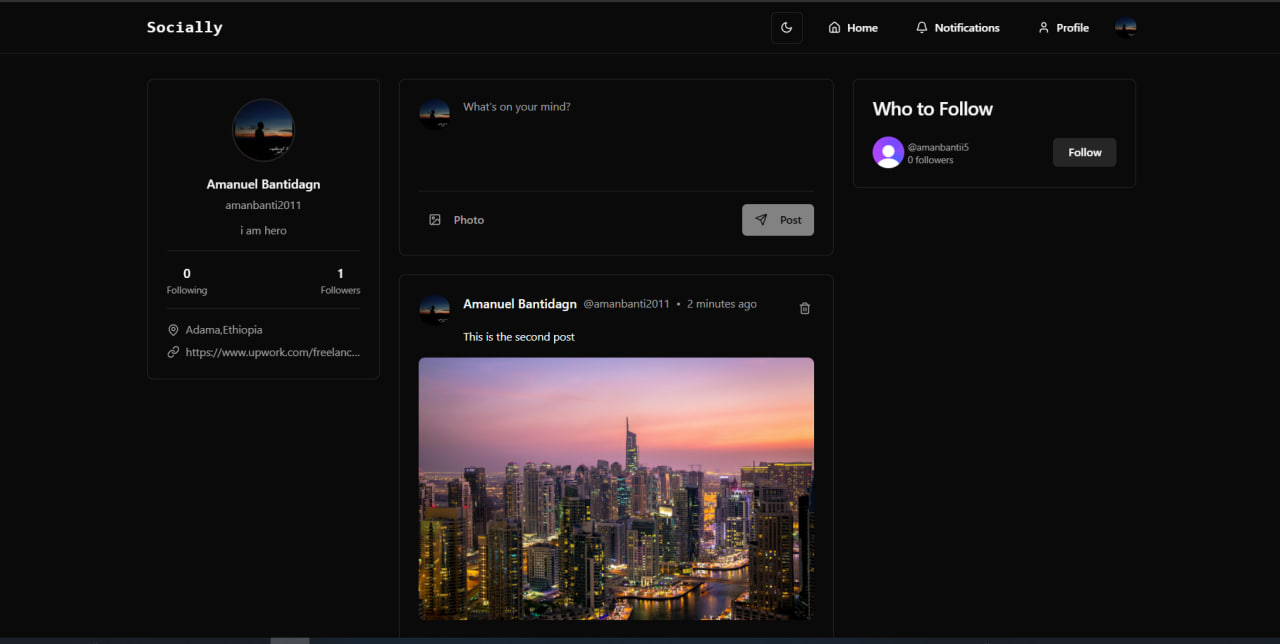 Socially
Home
Notifications
Profile
Amanuel Bantidagn
amanbanti2011
i am hero
0
1
Following
Followers
Adama,Ethiopia
https://www.upwork.com/freelanc...
What's on your mind?
Photo
Post
Amanuel Bantidagn @amanbanti2011 • 2 minutes ago
This is the second post
Who to Follow
@amanbantii5
0 followers
Follow